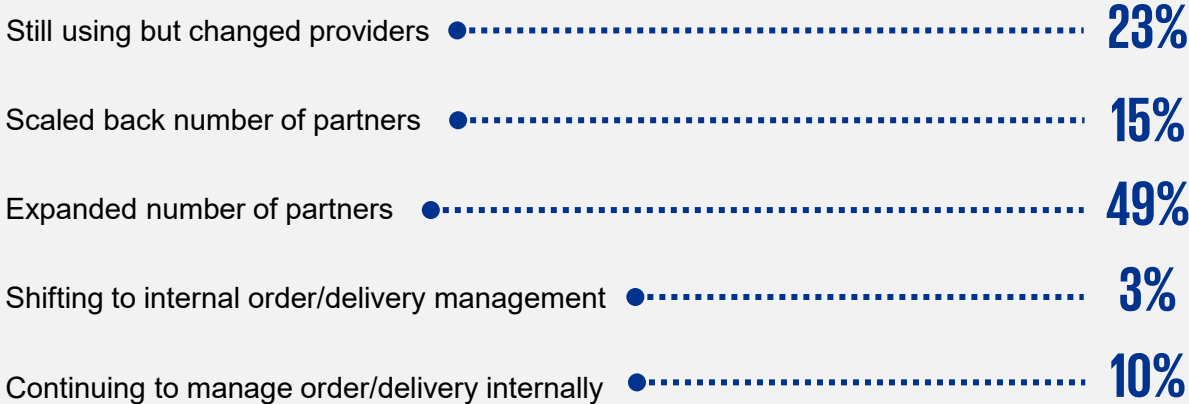 Still using but changed providers 23%
Scaled back number of partners 15%
Expanded number of partners 49%
Shifting to internal order/delivery management 3%
Continuing to manage order/delivery internally 10%